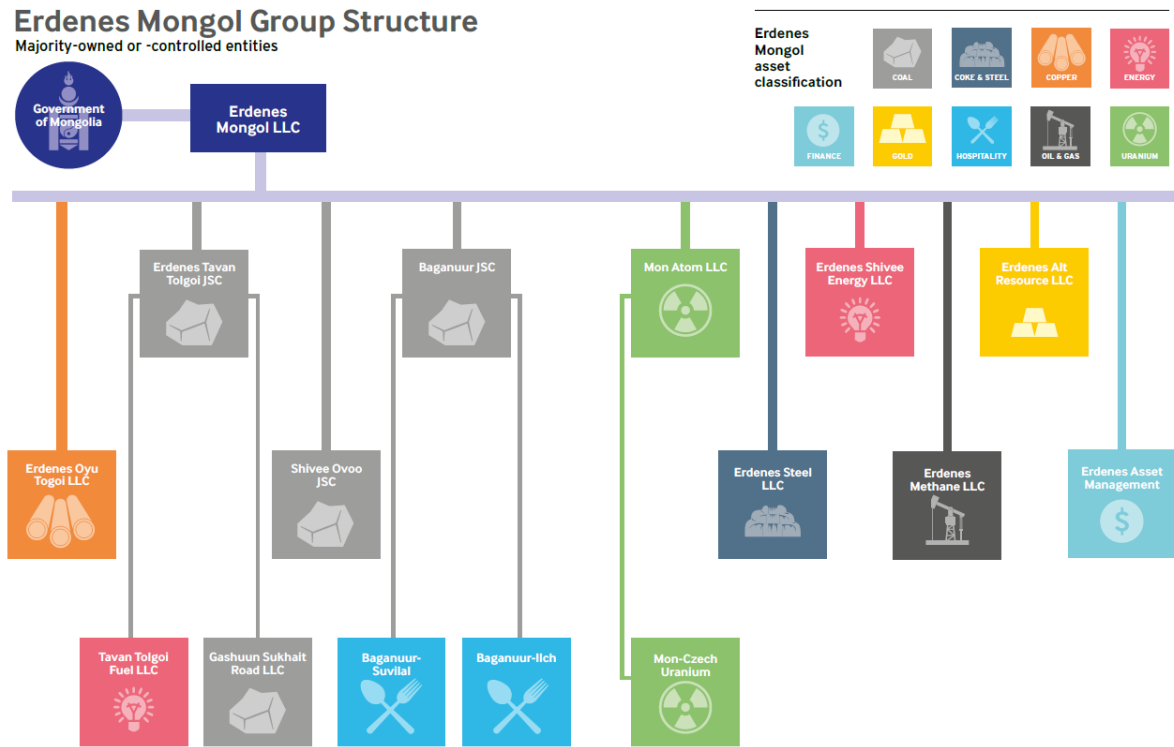 Erdenes Mongol Group Structure
Majority-owned or -controlled entities
Erdenes
Mongol
asset
classification
COAL
COKE & STEEL
COPPER
ENERGY
FINANCE
GOLD
HOSPITALITY
OIL & GAS
URANIUM
Government
of Mongolia
Erdenes
Mongol LLC
Erdenes Tavan
Tolgoi JSC
Baganuur JSC
Mon Atom LLC
Erdenes Shivee
Energy LLC
Erdenes Alt
Resource LLC
Erdenes Oyu
Togoi LLC
Shivee Ovoo
JSC
Erdenes Steel
LLC
Erdenes
Methane LLC
Erdenes Asset
Management
Tavan Tolgoi
Fuel LLC
Gashuun Sukhait
Road LLC
Baganuur-
Suvilal
Baganuur-Ilch
Mon-Czech
Uranium